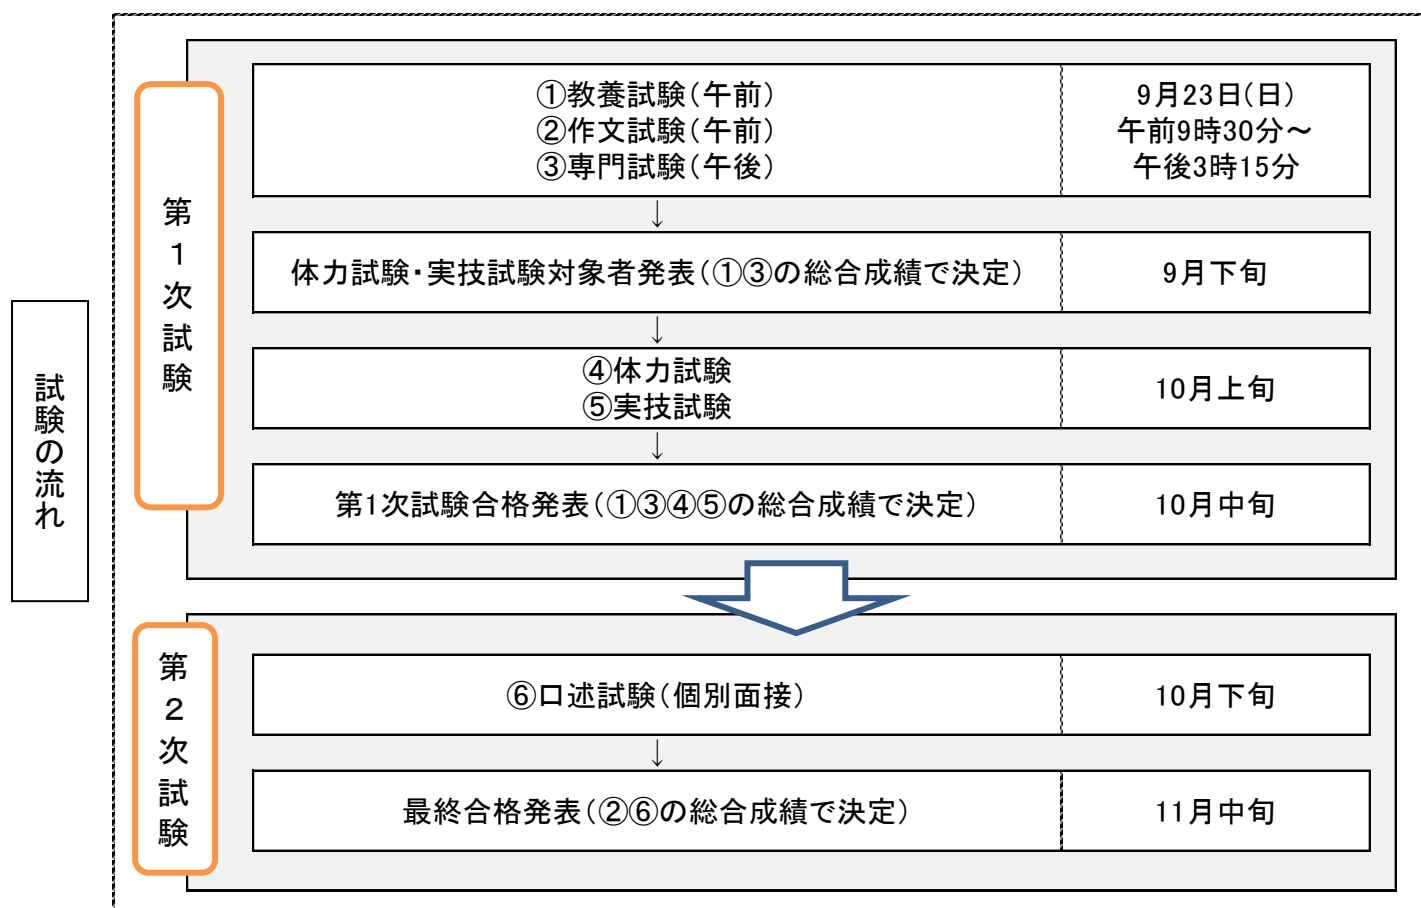 試験の流れ
第1次試験
①教養試験(午前)
②作文試験(午前)
③専門試験(午後)
9月23日(日)
午前9時30分～
午後3時15分
↓
体力試験・実技試験対象者発表(①③の総合成績で決定)
9月下旬
↓
④体力試験
⑤実技試験
10月上旬
↓
第1次試験合格発表(①③④⑤の総合成績で決定)
10月中旬
第2次試験
⑥口述試験(個別面接)
10月下旬
↓
最終合格発表(②⑥の総合成績で決定)
11月中旬